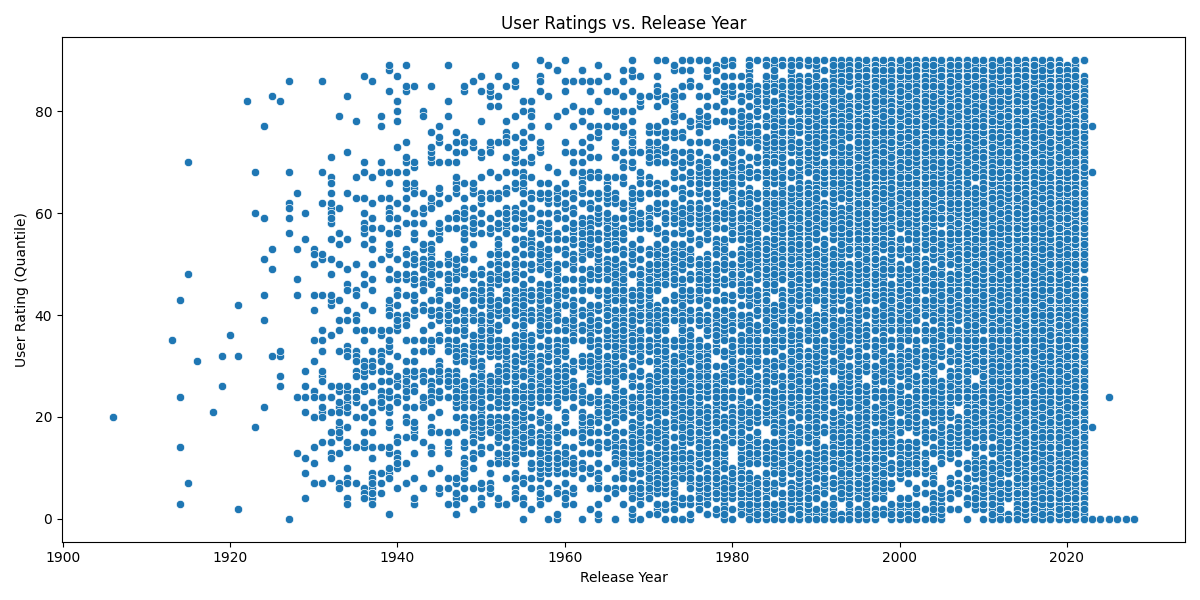 User Ratings vs. Release Year
User Rating (Quantile)
80
60
40
20
0
1900 1920 1940 1960 1980 2000 2020
Release Year